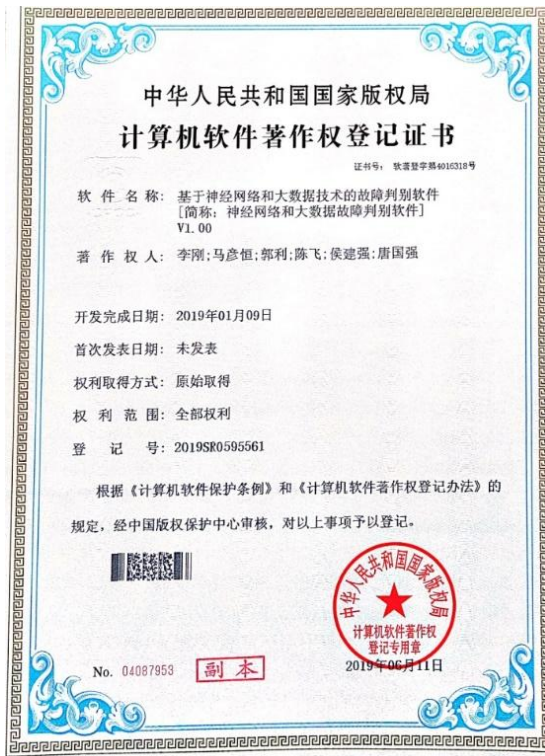 中华人民共和国国家版权局
计算机软件著作权登记证书
证书号： 软著登字第4016318号
软 件 名 称： 基于神经网络和大数据技术的故障判别软件
[简称：神经网络和大数据故障判别软件]
V1.00
著 作 权 人： 李刚;马彦恒;郭利;陈飞;侯建强;唐国强
开发完成日期： 2019年01月09日
首次发表日期： 未发表
权利取得方式： 原始取得
权 利 范 围： 全部权利
登 记 号： 2019SR0595561
根据《计算机软件保护条例》和《计算机软件著作权登记办法》的
规定，经中国版权保护中心审核，对以上事项予以登记。
中华人民共和国国家版权局
计算机软件著作权
登记专用章
No. 04087953
副 本
2019年06月11日